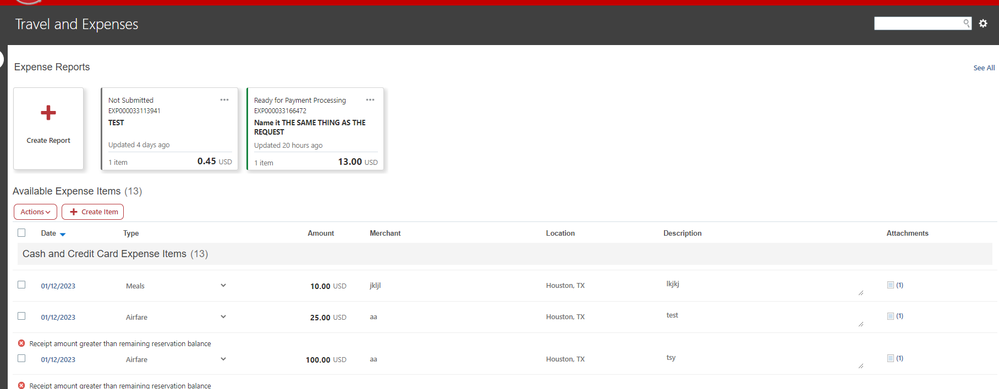 Travel and Expenses
Expense Reports
See All
Create Report
Not Submitted
EXP000033113941
TEST
Updated 4 days ago
1 item 0.45 USD
Ready for Payment Processing
EXP000033166472
Name it THE SAME THING AS THE
REQUEST
Updated 20 hours ago
1 item 13.00 USD
Available Expense Items (13)
Actions Create Item
Date Type Amount Merchant Location Description Attachments
Cash and Credit Card Expense Items (13)
01/12/2023 Meals 10.00 USD jkljl Houston, TX lkjkj (1)
01/12/2023 Airfare 25.00 USD aa Houston, TX test (1)
Receipt amount greater than remaining reservation balance
01/12/2023 Airfare 100.00 USD aa Houston, TX tsy (1)
Receipt amount greater than remaining reservation balance